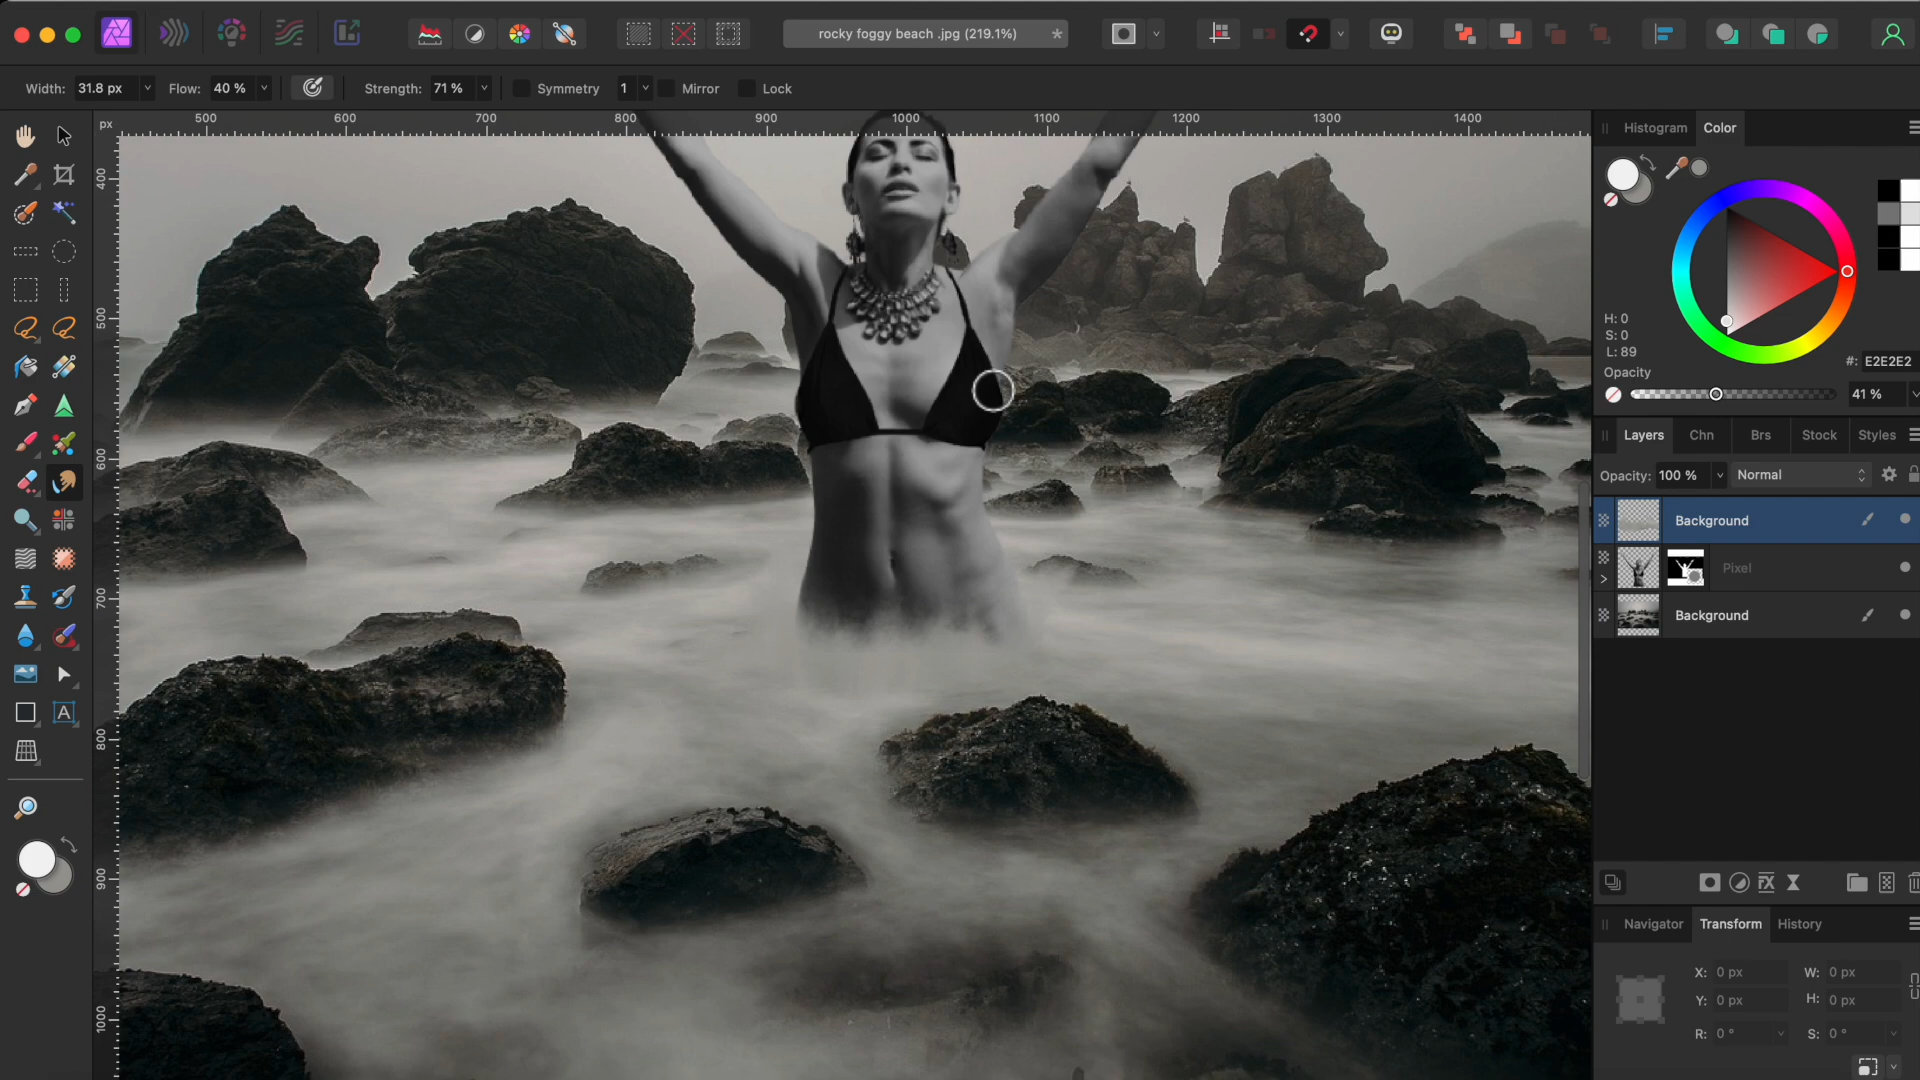 rocky foggy beach .jpg (219.1%)
*
Width: 31.8 px Flow: 40 % Strength: 71 % Symmetry 1 Mirror Lock
px 500 600 700 800 900 1000 1100 1200 1300 1400
400
500
600
700
800
900
1000
Histogram Color
H: 0
S: 0
L: 89
#: E2E2E2
Opacity
41 %
Layers Chn Brs Stock Styles
Opacity: 100 % Normal
Background
Pixel
Background
Navigator Transform History
X: 0 px W: 0 px
Y: 0 px H: 0 px
R: 0 ° S: 0 °